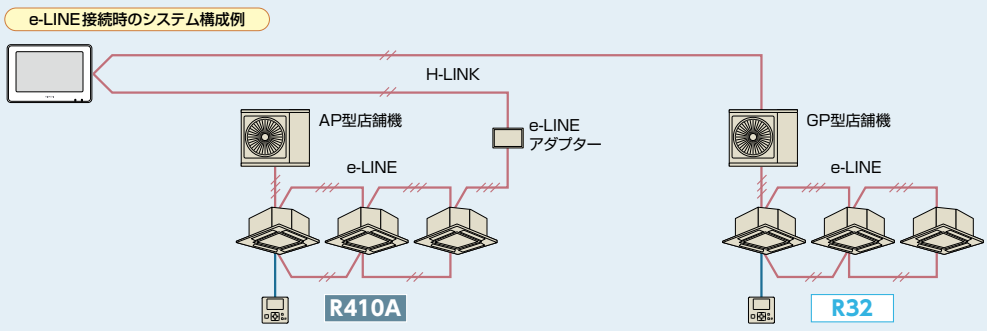 e-LINE接続時のシステム構成例
H-LINK
AP型店舗機
e-LINE
アダプター
GP型店舗機
e-LINE
e-LINE
R410A
R32